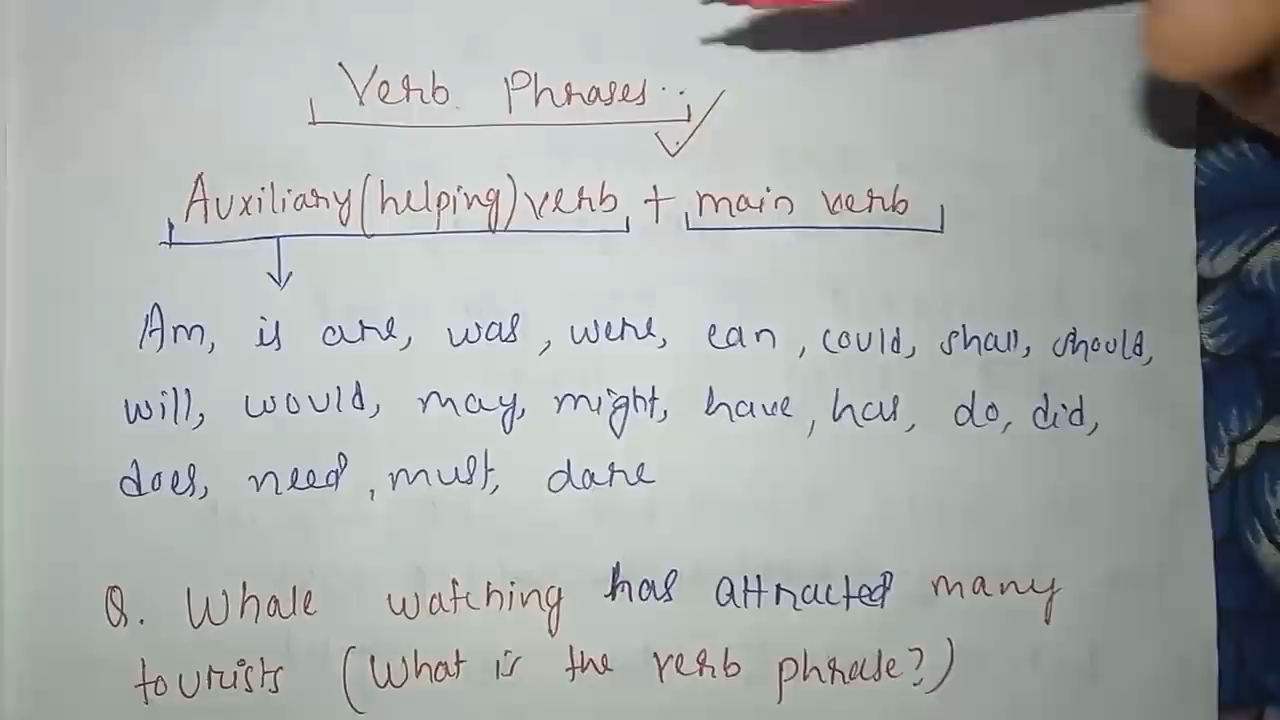 Verb Phrases..
Auxiliary (helping) verb + main verb
Am, is are, was, were, can, could, shall, should,
will, would, may, might, have, has, do, did,
does, need, must, dare
Q. Whale watching has attracted many
tourists (What is the verb phrase?)